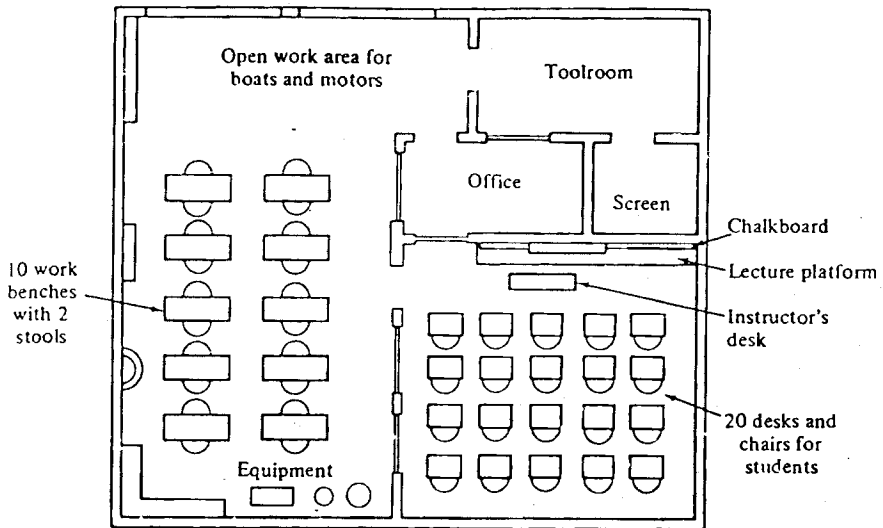 Open work area for
boats and motors
Toolroom
Office
Screen
Chalkboard
Lecture platform
10 work
benches
with 2
stools
Instructor's
desk
20 desks and
chairs for
students
Equipment